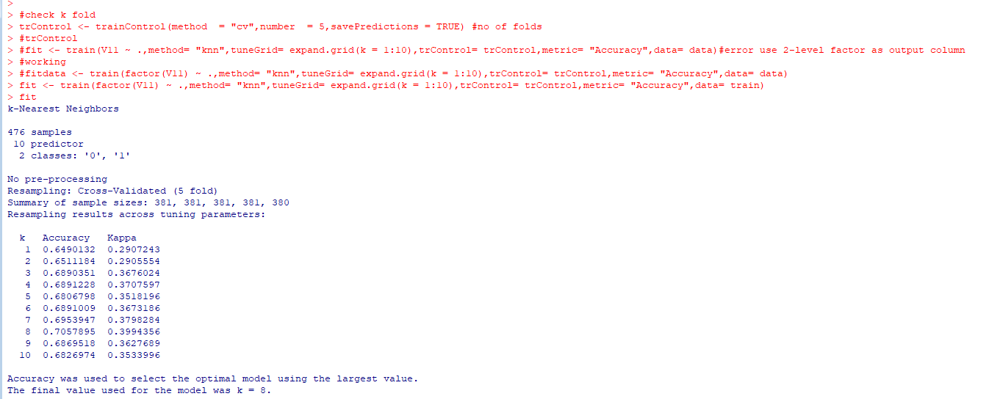 >
> #check k fold
> trControl <- trainControl(method  = "cv",number  = 5,savePredictions = TRUE) #no of folds
> #trControl
> #fit <- train(V11 ~ .,method= "knn",tuneGrid= expand.grid(k = 1:10),trControl= trControl,metric= "Accuracy",data= data)#error use 2-level factor as output column
> #working
> #fitdata <- train(factor(V11) ~ .,method= "knn",tuneGrid= expand.grid(k = 1:10),trControl= trControl,metric= "Accuracy",data= data)
> fit <- train(factor(V11) ~ .,method= "knn",tuneGrid= expand.grid(k = 1:10),trControl= trControl,metric= "Accuracy",data= train)
> fit
k-Nearest Neighbors
476 samples
 10 predictor
  2 classes: '0', '1'
No pre-processing
Resampling: Cross-Validated (5 fold)
Summary of sample sizes: 381, 381, 381, 381, 380
Resampling results across tuning parameters:
  k   Accuracy   Kappa
   1  0.6490132  0.2907243
   2  0.6511184  0.2905554
   3  0.6890351  0.3676024
   4  0.6891228  0.3707597
   5  0.6806798  0.3518196
   6  0.6891009  0.3673186
   7  0.6953947  0.3798284
   8  0.7057895  0.3994356
   9  0.6869518  0.3627689
  10  0.6826974  0.3533996
Accuracy was used to select the optimal model using the largest value.
The final value used for the model was k = 8.